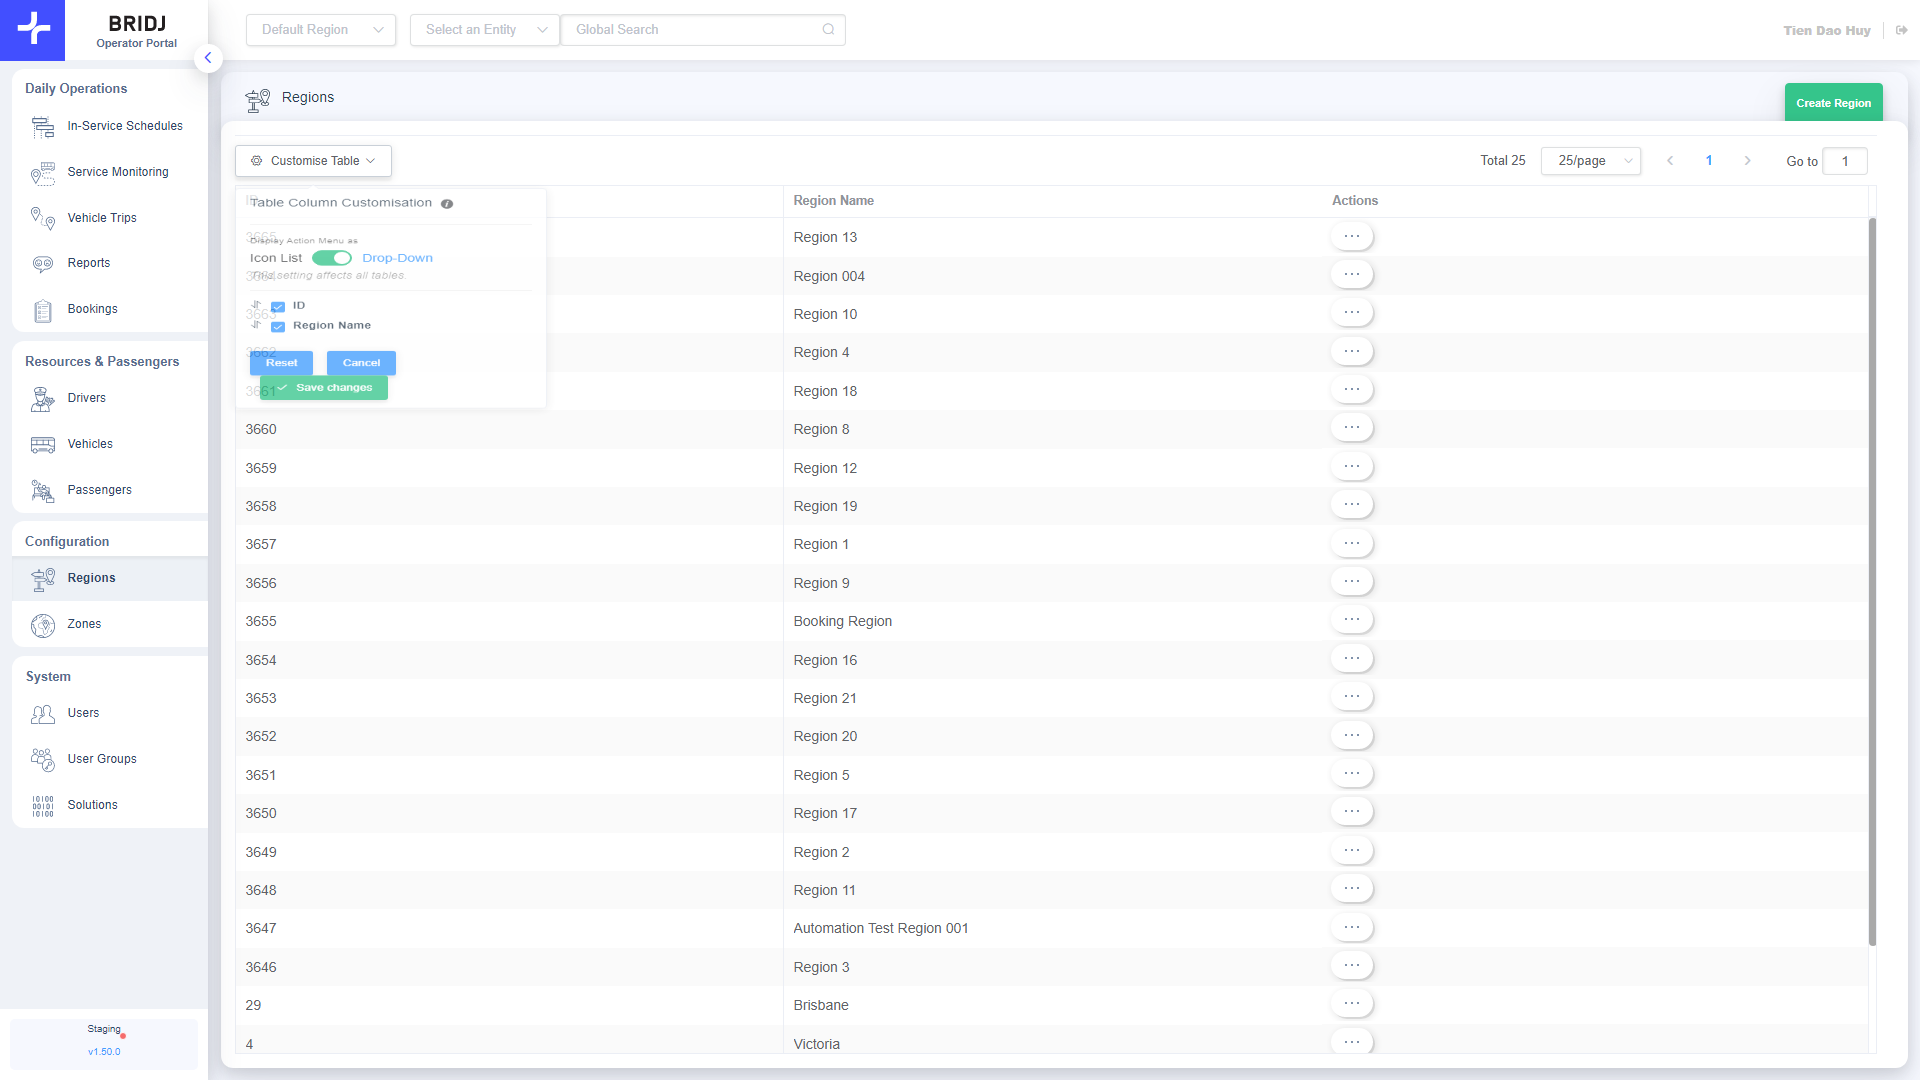 BRIDJ
Operator Portal
Default Region
Select an Entity
Global Search
Tien Dao Huy
Daily Operations
In-Service Schedules
Service Monitoring
Vehicle Trips
Reports
Bookings
Resources & Passengers
Drivers
Vehicles
Passengers
Configuration
Regions
Zones
System
Users
User Groups
10100
00101
10100
Solutions
Staging
v1.50.0
Regions
Create Region
Customise Table
Total 25
25/page
1
Go to
1
Table Column Customisation
Display Action Menu as
Icon List
Drop-Down
This setting affects all tables.
ID
Region Name
Reset
Cancel
Save changes
ID
Region Name
Actions
3665
Region 13
3664
Region 004
3663
Region 10
3662
Region 4
3661
Region 18
3660
Region 8
3659
Region 12
3658
Region 19
3657
Region 1
3656
Region 9
3655
Booking Region
3654
Region 16
3653
Region 21
3652
Region 20
3651
Region 5
3650
Region 17
3649
Region 2
3648
Region 11
3647
Automation Test Region 001
3646
Region 3
29
Brisbane
4
Victoria